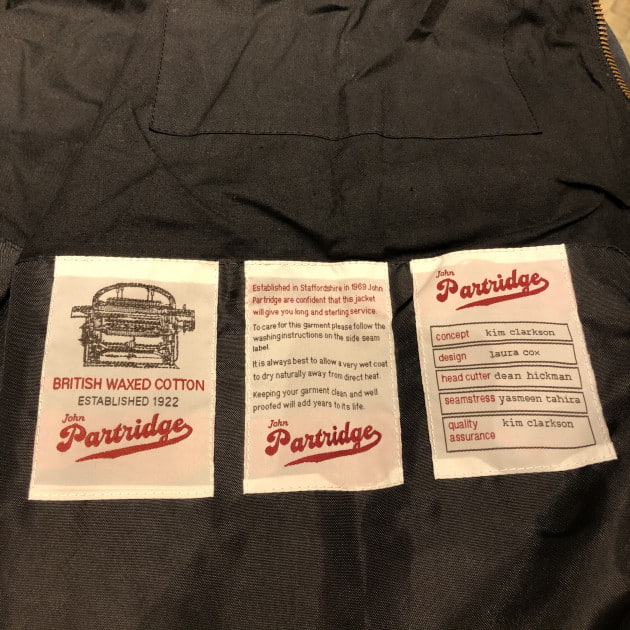 BRITISH WAXED COTTON
ESTABLISHED 1922
John
Partridge
Established in Staffordshire in 1969 John
Partridge are confident that this jacket
will give you long and sterling service.
To care for this garment please follow the
washing instructions on the side seam
label.
It is always best to allow a very wet coat
to dry naturally away from direct heat.
Keeping your garment clean and well
proofed will add years to its life.
John
Partridge
John
Partridge
concept kim clarkson
design laura cox
head cutter dean hickman
seamstress yasmeen tahira
quality kim clarkson
assurance